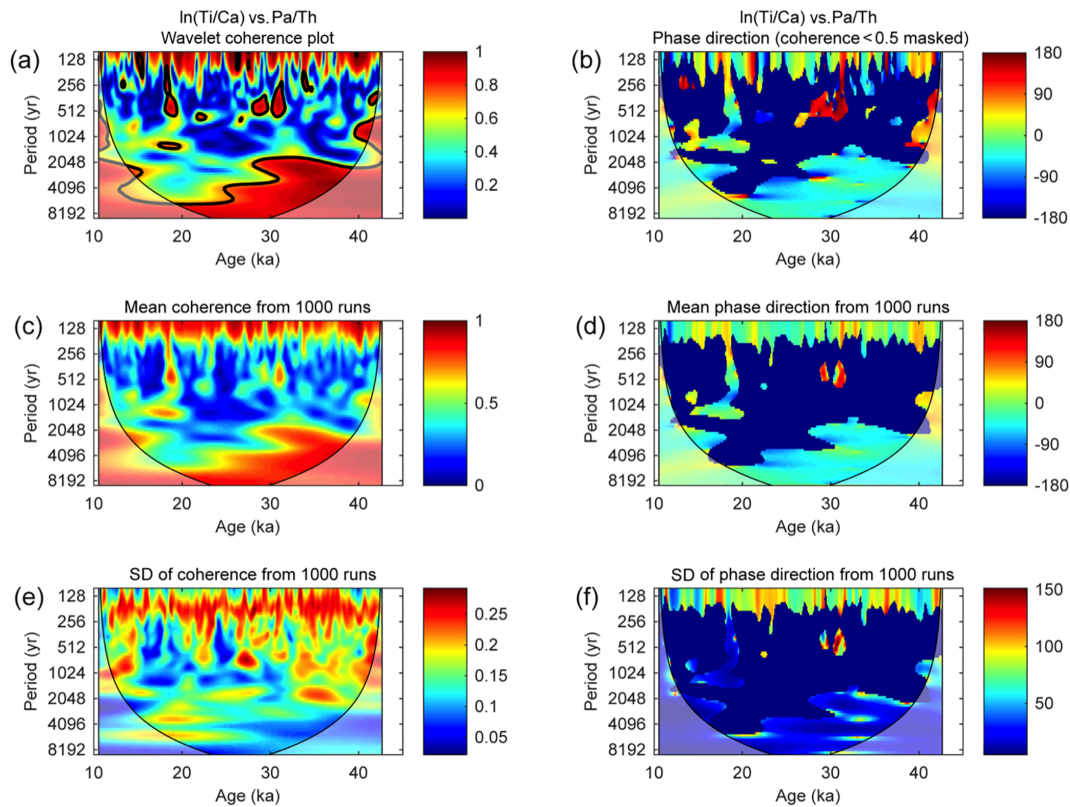 ln(Ti/Ca) vs. Pa/Th
Wavelet coherence plot
(a)
128
256
512
1024
2048
4096
8192
Period (yr)
10 20 30 40
Age (ka)
1
0.8
0.6
0.4
0.2
ln(Ti/Ca) vs. Pa/Th
Phase direction (coherence < 0.5 masked)
(b)
128
256
512
1024
2048
4096
8192
Period (yr)
10 20 30 40
Age (ka)
180
90
0
-90
-180
Mean coherence from 1000 runs
(c)
128
256
512
1024
2048
4096
8192
Period (yr)
10 20 30 40
Age (ka)
1
0.5
0
Mean phase direction from 1000 runs
(d)
128
256
512
1024
2048
4096
8192
Period (yr)
10 20 30 40
Age (ka)
180
90
0
-90
-180
SD of coherence from 1000 runs
(e)
128
256
512
1024
2048
4096
8192
Period (yr)
10 20 30 40
Age (ka)
0.25
0.20
0.15
0.10
0.05
SD of phase direction from 1000 runs
(f)
128
256
512
1024
2048
4096
8192
Period (yr)
10 20 30 40
Age (ka)
150
100
50